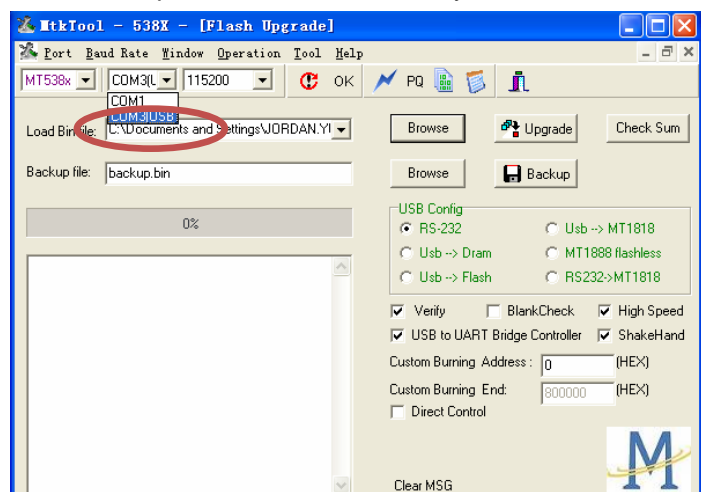 MtkTool - 538X - [Flash Upgrade]
Port Baud Rate Window Operation Tool Help
MT538x COM3(L 115200 OK PQ
COM1
COM3(USB)
Load Bin file: C:\Documents and Settings\JORDAN.YU Browse Upgrade Check Sum
Backup file: backup.bin Browse Backup
0%
USB Config
RS-232 Usb --> MT1818
Usb --> Dram MT1888 flashless
Usb --> Flash RS232->MT1818
Verify BlankCheck High Speed
USB to UART Bridge Controller ShakeHand
Custom Burning Address : 0 (HEX)
Custom Burning End: 800000 (HEX)
Direct Control
Clear MSG